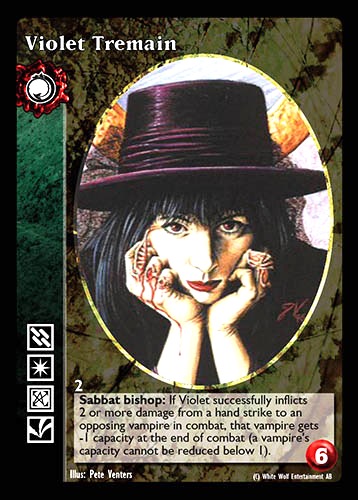 Violet Tremain
2
Sabbat bishop: If Violet successfully inflicts
2 or more damage from a hand strike to an
opposing vampire in combat, that vampire gets
-1 capacity at the end of combat (a vampire's
capacity cannot be reduced below 1).
6
Illus: Pete Venters
(C) White Wolf Entertainment AB